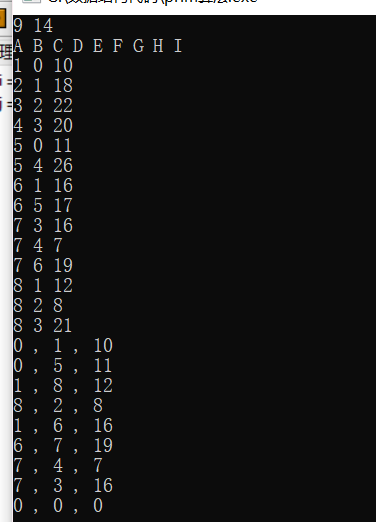 9 14
A B C D E F G H I
1 0 10
2 1 18
3 2 22
4 3 20
5 0 11
5 4 26
6 1 16
6 5 17
7 3 16
7 4 7
7 6 19
8 1 12
8 2 8
8 3 21
0 , 1 , 10
0 , 5 , 11
1 , 8 , 12
8 , 2 , 8
1 , 6 , 16
6 , 7 , 19
7 , 4 , 7
7 , 3 , 16
0 , 0 , 0